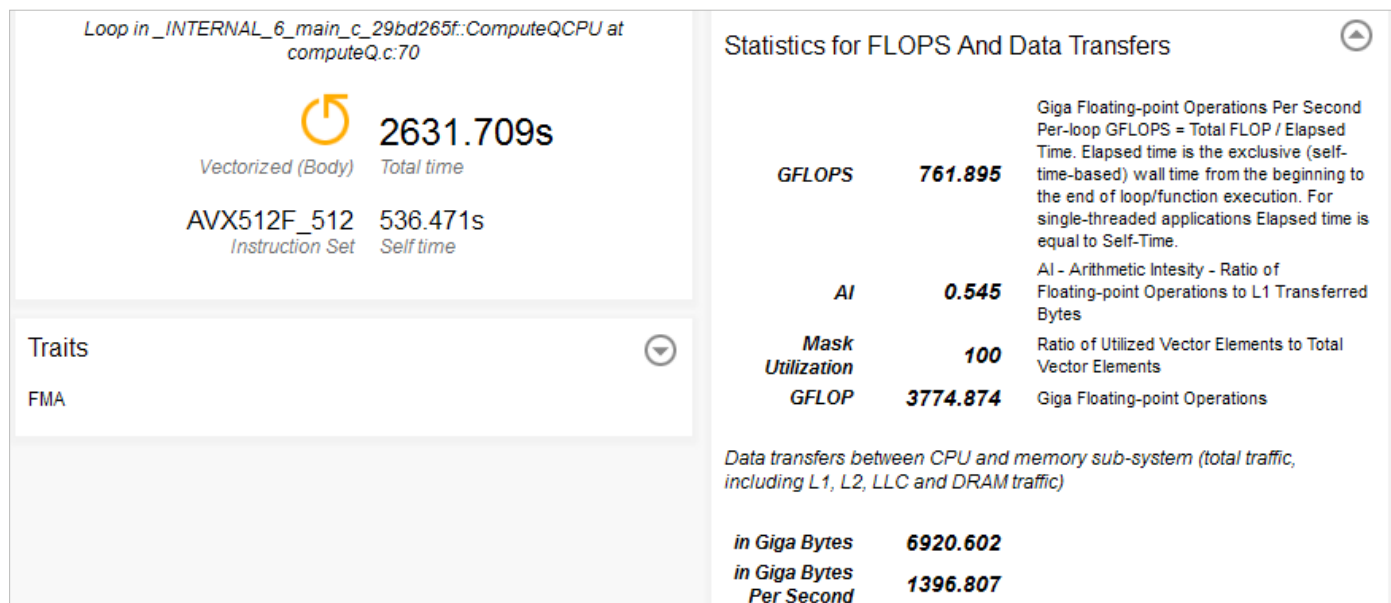 Loop in _INTERNAL_6_main_c_29bd265f::ComputeQCPU at
computeQ.c:70
2631.709s
Vectorized (Body) Total time
AVX512F_512 536.471s
Instruction Set Self time
Traits
FMA
Statistics for FLOPS And Data Transfers
Giga Floating-point Operations Per Second
Per-loop GFLOPS = Total FLOP / Elapsed
Time. Elapsed time is the exclusive (self-
GFLOPS 761.895 time-based) wall time from the beginning to
the end of loop/function execution. For
single-threaded applications Elapsed time is
equal to Self-Time.
AI - Arithmetic Intesity - Ratio of
AI 0.545 Floating-point Operations to L1 Transferred
Bytes
Mask Ratio of Utilized Vector Elements to Total
Utilization 100 Vector Elements
GFLOP 3774.874 Giga Floating-point Operations
Data transfers between CPU and memory sub-system (total traffic,
including L1, L2, LLC and DRAM traffic)
in Giga Bytes 6920.602
in Giga Bytes
Per Second 1396.807